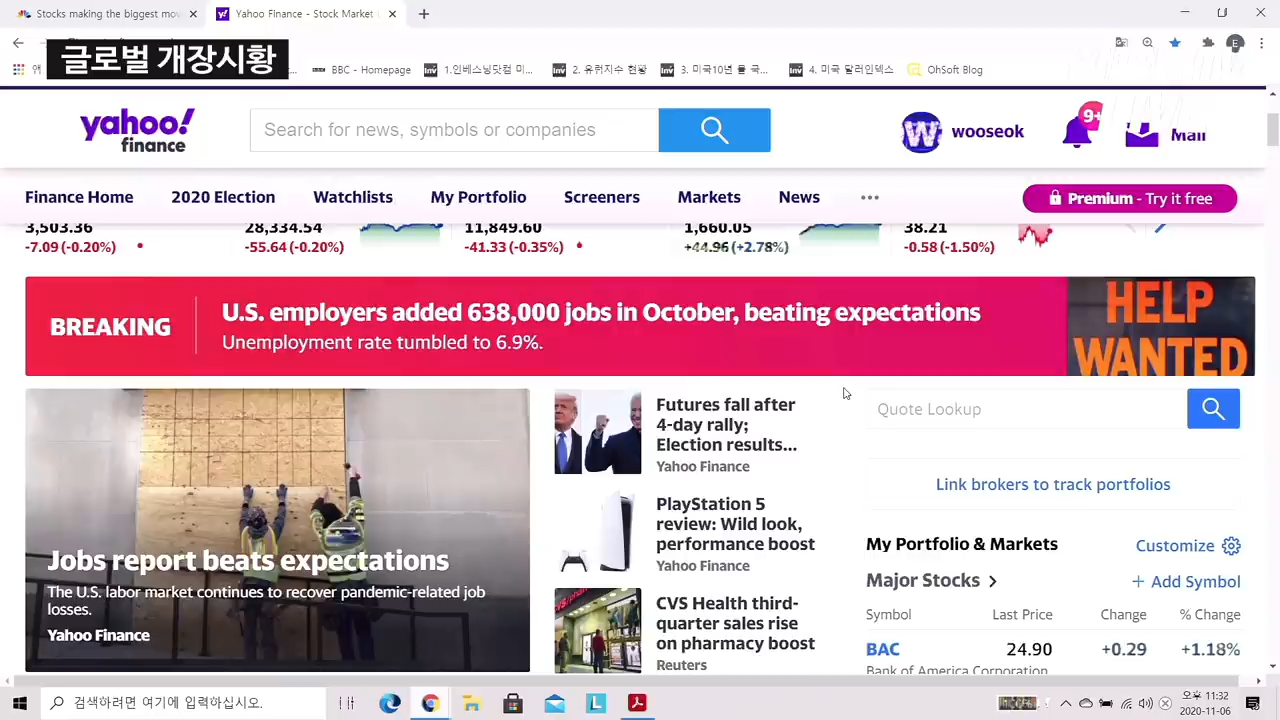 Stocks making the biggest mov
Yahoo Finance - Stock Market
글로벌 개장시황
BBC - Homepage
1.인베스닝닷컴 미...
2. 유렵지수 현황
3. 미국10년 물 국...
4. 미국 달러인덱스
OhSoft Blog
E
yahoo!
finance
Search for news, symbols or companies
W
wooseok
9+
Mail
Finance Home
2020 Election
Watchlists
My Portfolio
Screeners
Markets
News
Premium - Try it free
3,503.36
28,334.54
11,849.60
1,660.05
38.21
-7.09 (-0.20%)
-55.64 (-0.20%)
-41.33 (-0.35%)
+44.96 (+2.78%)
-0.58 (-1.50%)
BREAKING
U.S. employers added 638,000 jobs in October, beating expectations
Unemployment rate tumbled to 6.9%.
HELP
WANTED
Jobs report beats expectations
The U.S. labor market continues to recover pandemic-related job
losses.
Yahoo Finance
Futures fall after
4-day rally;
Election results...
Yahoo Finance
PlayStation 5
review: Wild look,
performance boost
Yahoo Finance
CVS Health third-
quarter sales rise
on pharmacy boost
Reuters
Quote Lookup
Link brokers to track portfolios
My Portfolio & Markets
Customize
Major Stocks
+ Add Symbol
Symbol
Last Price
Change
% Change
BAC
24.90
+0.29
+1.18%
Bank of America Corporation
검색하려면 여기에 입력하십시오.
오후 11:32
2020-11-06